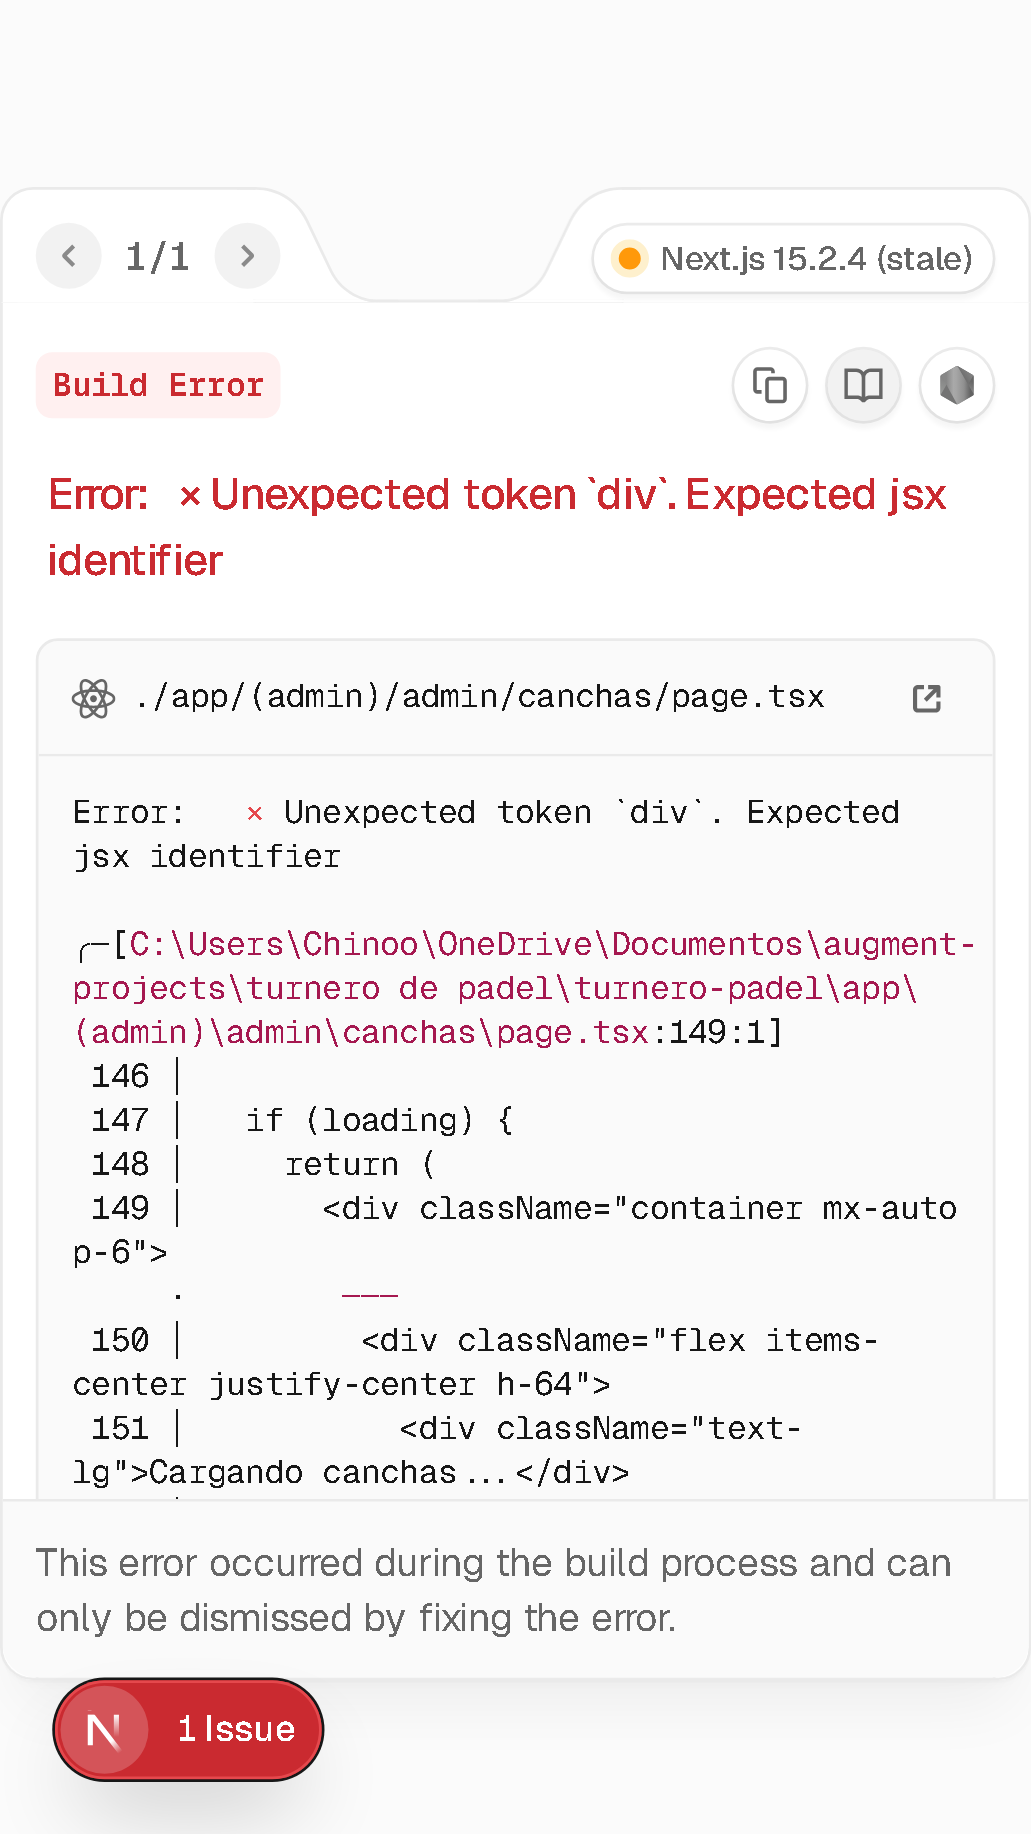 1/1
Next.js 15.2.4 (stale)
Build Error
Error: × Unexpected token `div`. Expected jsx
identifier
./app/(admin)/admin/canchas/page.tsx
Error:   × Unexpected token `div`. Expected
jsx identifier
╭─[C:\Users\Chinoo\OneDrive\Documentos\augment-
projects\turnero de padel\turnero-padel\app\
(admin)\admin\canchas\page.tsx:149:1]
146 │
147 │   if (loading) {
148 │     return (
149 │       <div className="container mx-auto
p-6">
.        ───
150 │         <div className="flex items-
center justify-center h-64">
151 │           <div className="text-
lg">Cargando canchas...</div>
This error occurred during the build process and can
only be dismissed by fixing the error.
N 1 Issue